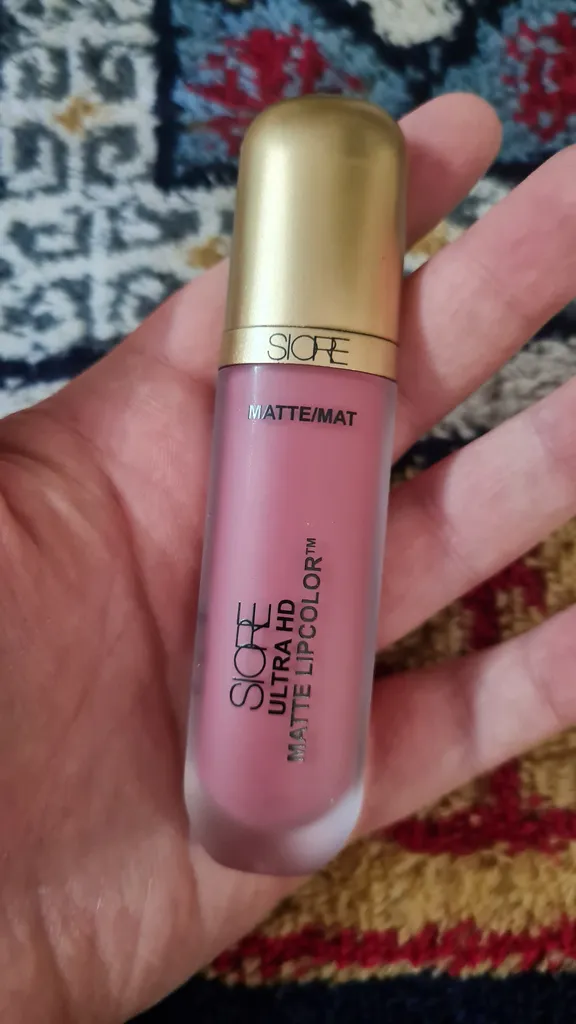 SIORE
MATTE/MAT
SIORE
ULTRA HD
MATTE LIPCOLOR™